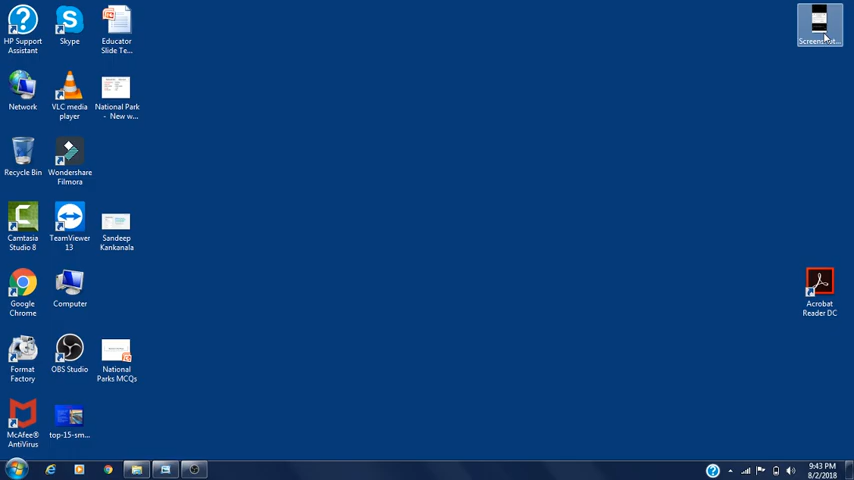 HP Support
Assistant
Skype
Educator
Slide Te...
Network
VLC media
player
National Park
- New w...
Recycle Bin
Wondershare
Filmora
Camtasia
Studio 8
TeamViewer
13
Sandeep
Kankanala
Google
Chrome
Computer
Format
Factory
OBS Studio
National
Parks MCQs
McAfee®
AntiVirus
top-15-sm...
Acrobat
Reader DC
9:43 PM
8/2/2018